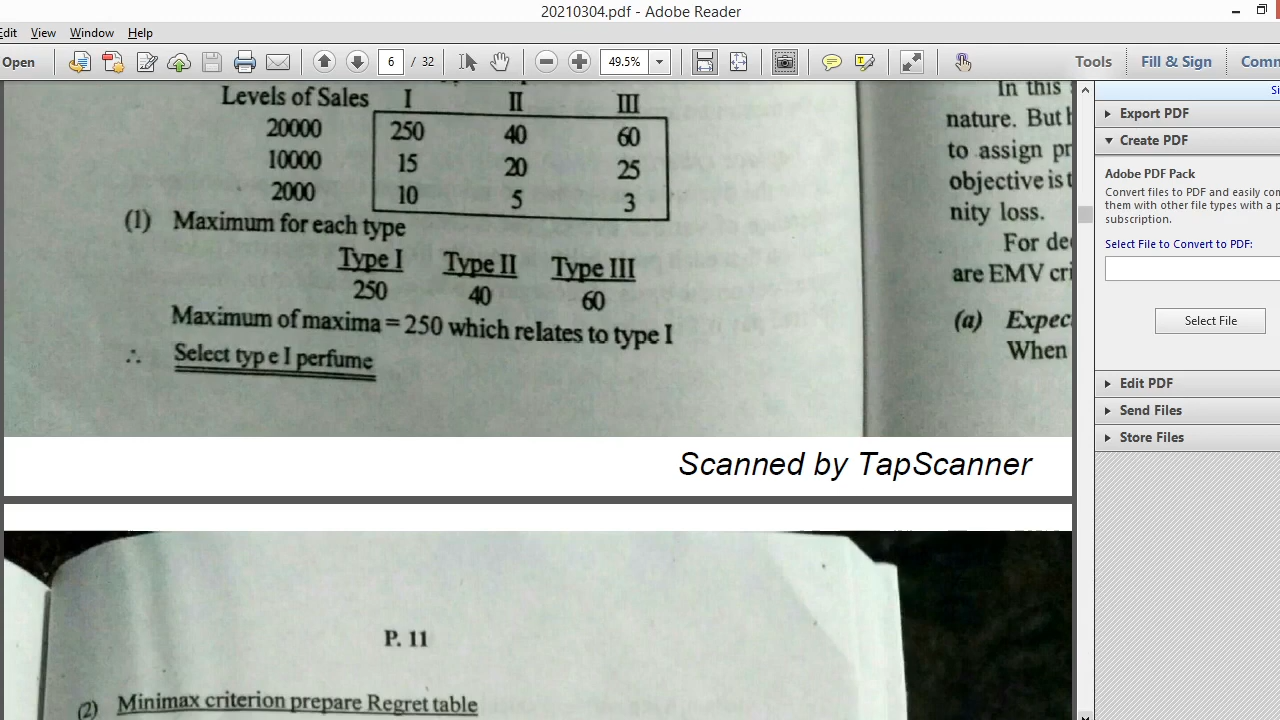 20210304.pdf - Adobe Reader
Edit View Window Help
Open 6 / 32 49.5% Tools Fill & Sign Comm
Levels of Sales I II III
20000 250 40 60
10000 15 20 25
2000 10 5 3
(1) Maximum for each type
Type I Type II Type III
250 40 60
Maximum of maxima = 250 which relates to type I
∴ Select typ e I perfume
Scanned by TapScanner
P. 11
(2) Minimax criterion prepare Regret table
In this
nature. But
to assign pr
objective is t
nity loss.
For de
are EMV cri
(a) Expec
When
Si
Export PDF
Create PDF
Adobe PDF Pack
Convert files to PDF and easily com
them with other file types with a p
subscription.
Select File to Convert to PDF:
Select File
Edit PDF
Send Files
Store Files